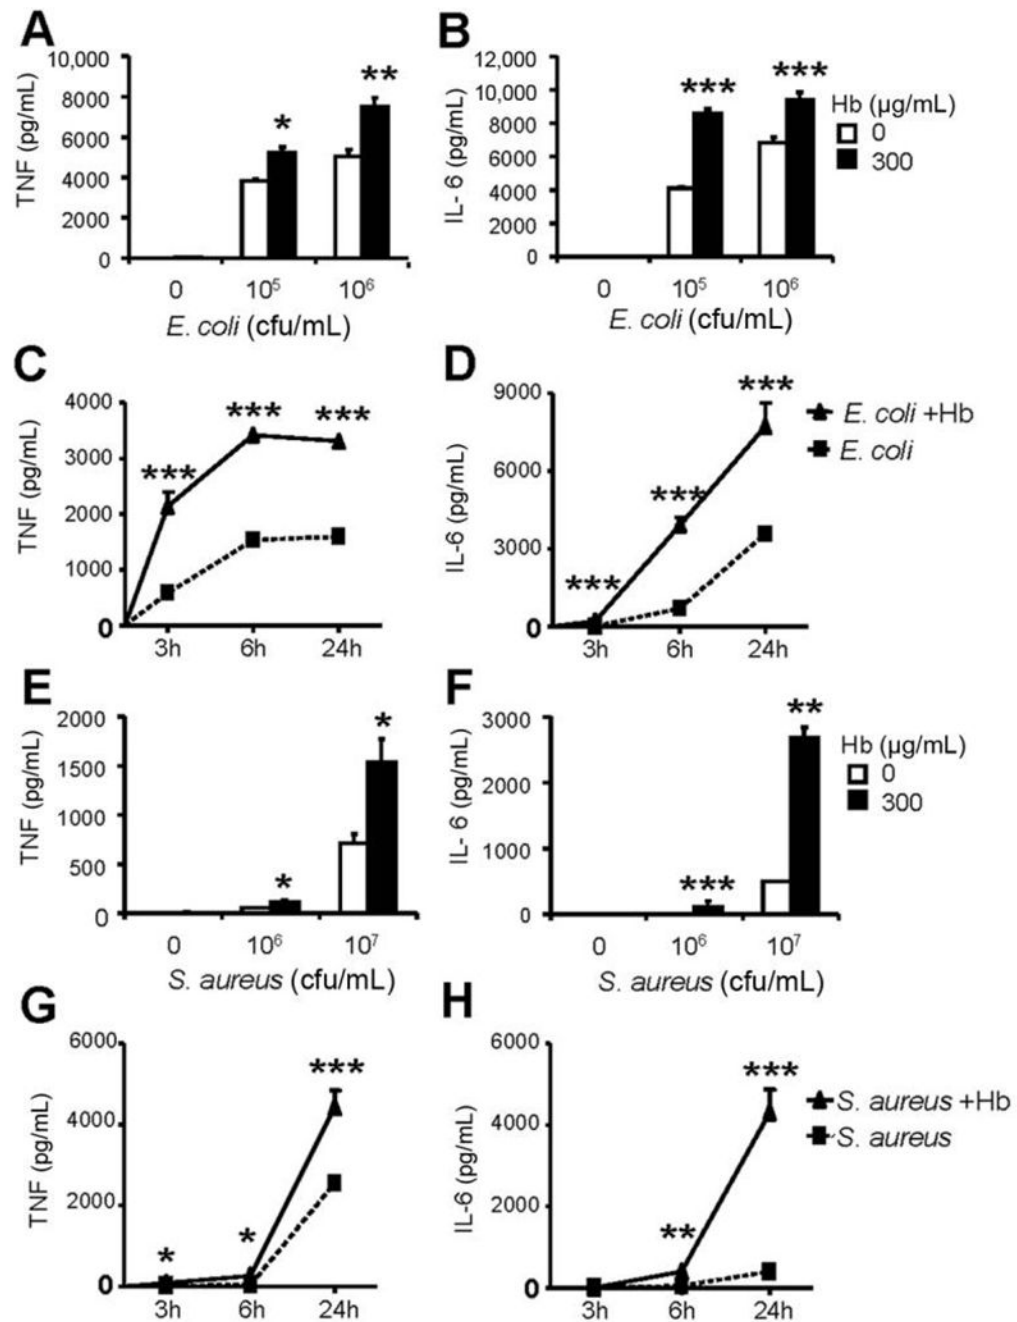 A
TNF (pg/mL)
10,000
8000
6000
4000
2000
0
* **
0 10⁵ 10⁶
E. coli (cfu/mL)
B
IL- 6 (pg/mL)
12,000
10,000
8000
6000
4000
2000
0
*** ***
0 10⁵ 10⁶
E. coli (cfu/mL)
Hb (µg/mL)
0
300
C
TNF (pg/mL)
4000
3000
2000
1000
0
*** *** ***
3h 6h 24h
D
IL-6 (pg/mL)
9000
6000
3000
0
*** *** ***
3h 6h 24h
E. coli +Hb
E. coli
E
TNF (pg/mL)
2000
1500
1000
500
0
* *
0 10⁶ 10⁷
S. aureus (cfu/mL)
F
IL- 6 (pg/mL)
3000
2000
1000
0
*** **
0 10⁶ 10⁷
S. aureus (cfu/mL)
Hb (µg/mL)
0
300
G
TNF (pg/mL)
6000
4000
2000
0
* * ***
3h 6h 24h
H
IL-6 (pg/mL)
6000
4000
2000
0
** ***
3h 6h 24h
S. aureus +Hb
S. aureus